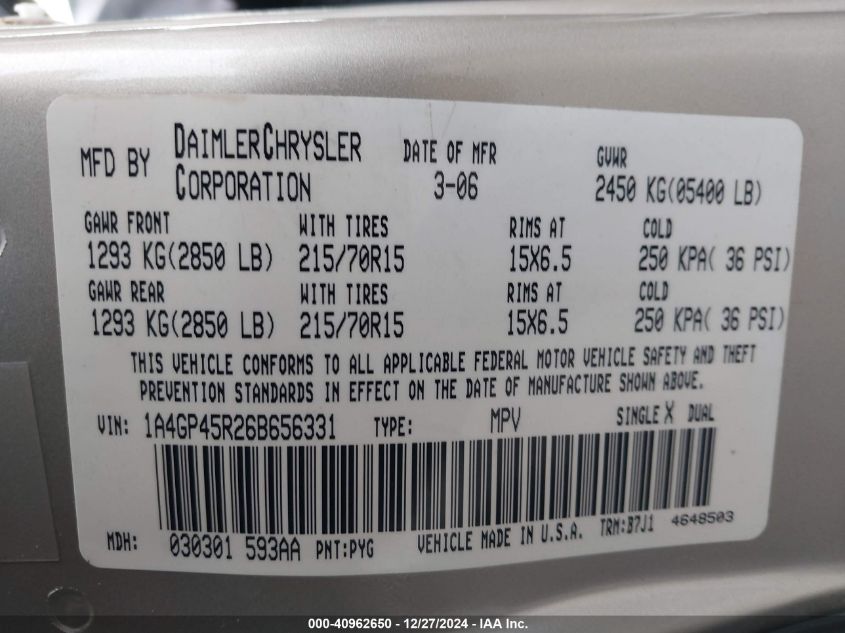 MFD BY DAIMLERCHRYSLER CORPORATION DATE OF MFR 3-06 GVWR 2450 KG(05400 LB)
GAWR FRONT WITH TIRES RIMS AT COLD
1293 KG(2850 LB) 215/70R15 15X6.5 250 KPA( 36 PSI)
GAWR REAR WITH TIRES RIMS AT COLD
1293 KG(2850 LB) 215/70R15 15X6.5 250 KPA( 36 PSI)
THIS VEHICLE CONFORMS TO ALL APPLICABLE FEDERAL MOTOR VEHICLE SAFETY AND THEFT
PREVENTION STANDARDS IN EFFECT ON THE DATE OF MANUFACTURE SHOWN ABOVE.
VIN: 1A4GP45R26B656331 TYPE: MPV SINGLE X DUAL
MDH: 030301 593AA PNT:PYG VEHICLE MADE IN U.S.A. TRM:B7J1 4648503
000-40962650 - 12/27/2024 - IAA Inc.